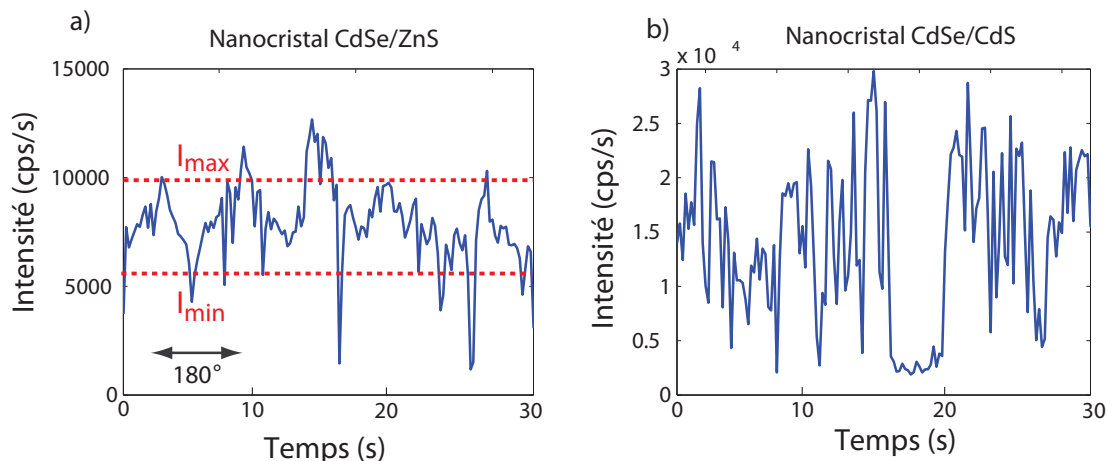 a)
Nanocristal CdSe/ZnS
15000
10000
5000
0
Intensité (cps/s)
Imax
Imin
180°
0 10 20 30
Temps (s)
b)
Nanocristal CdSe/CdS
x 10 4
3
2.5
2
1.5
1
0.5
0
Intensité (cps/s)
0 10 20 30
Temps (s)